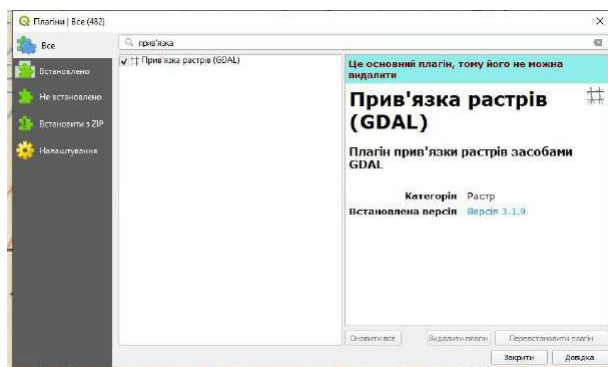 Плагіни | Все (482)
Все
прив'язка
Встановлено
Не встановлено
Встановити з ZIP
Налаштування
Прив'язка растрів (GDAL)
Це основний плагін, тому його не можна
видалити
Прив'язка растрів
(GDAL)
Плагін прив'язки растрів засобами
GDAL
Категорія Растр
Встановлена версія Версія 3.1.9
Оновити все Видалити плагін Перевстановити плагін
Закрити Довідка